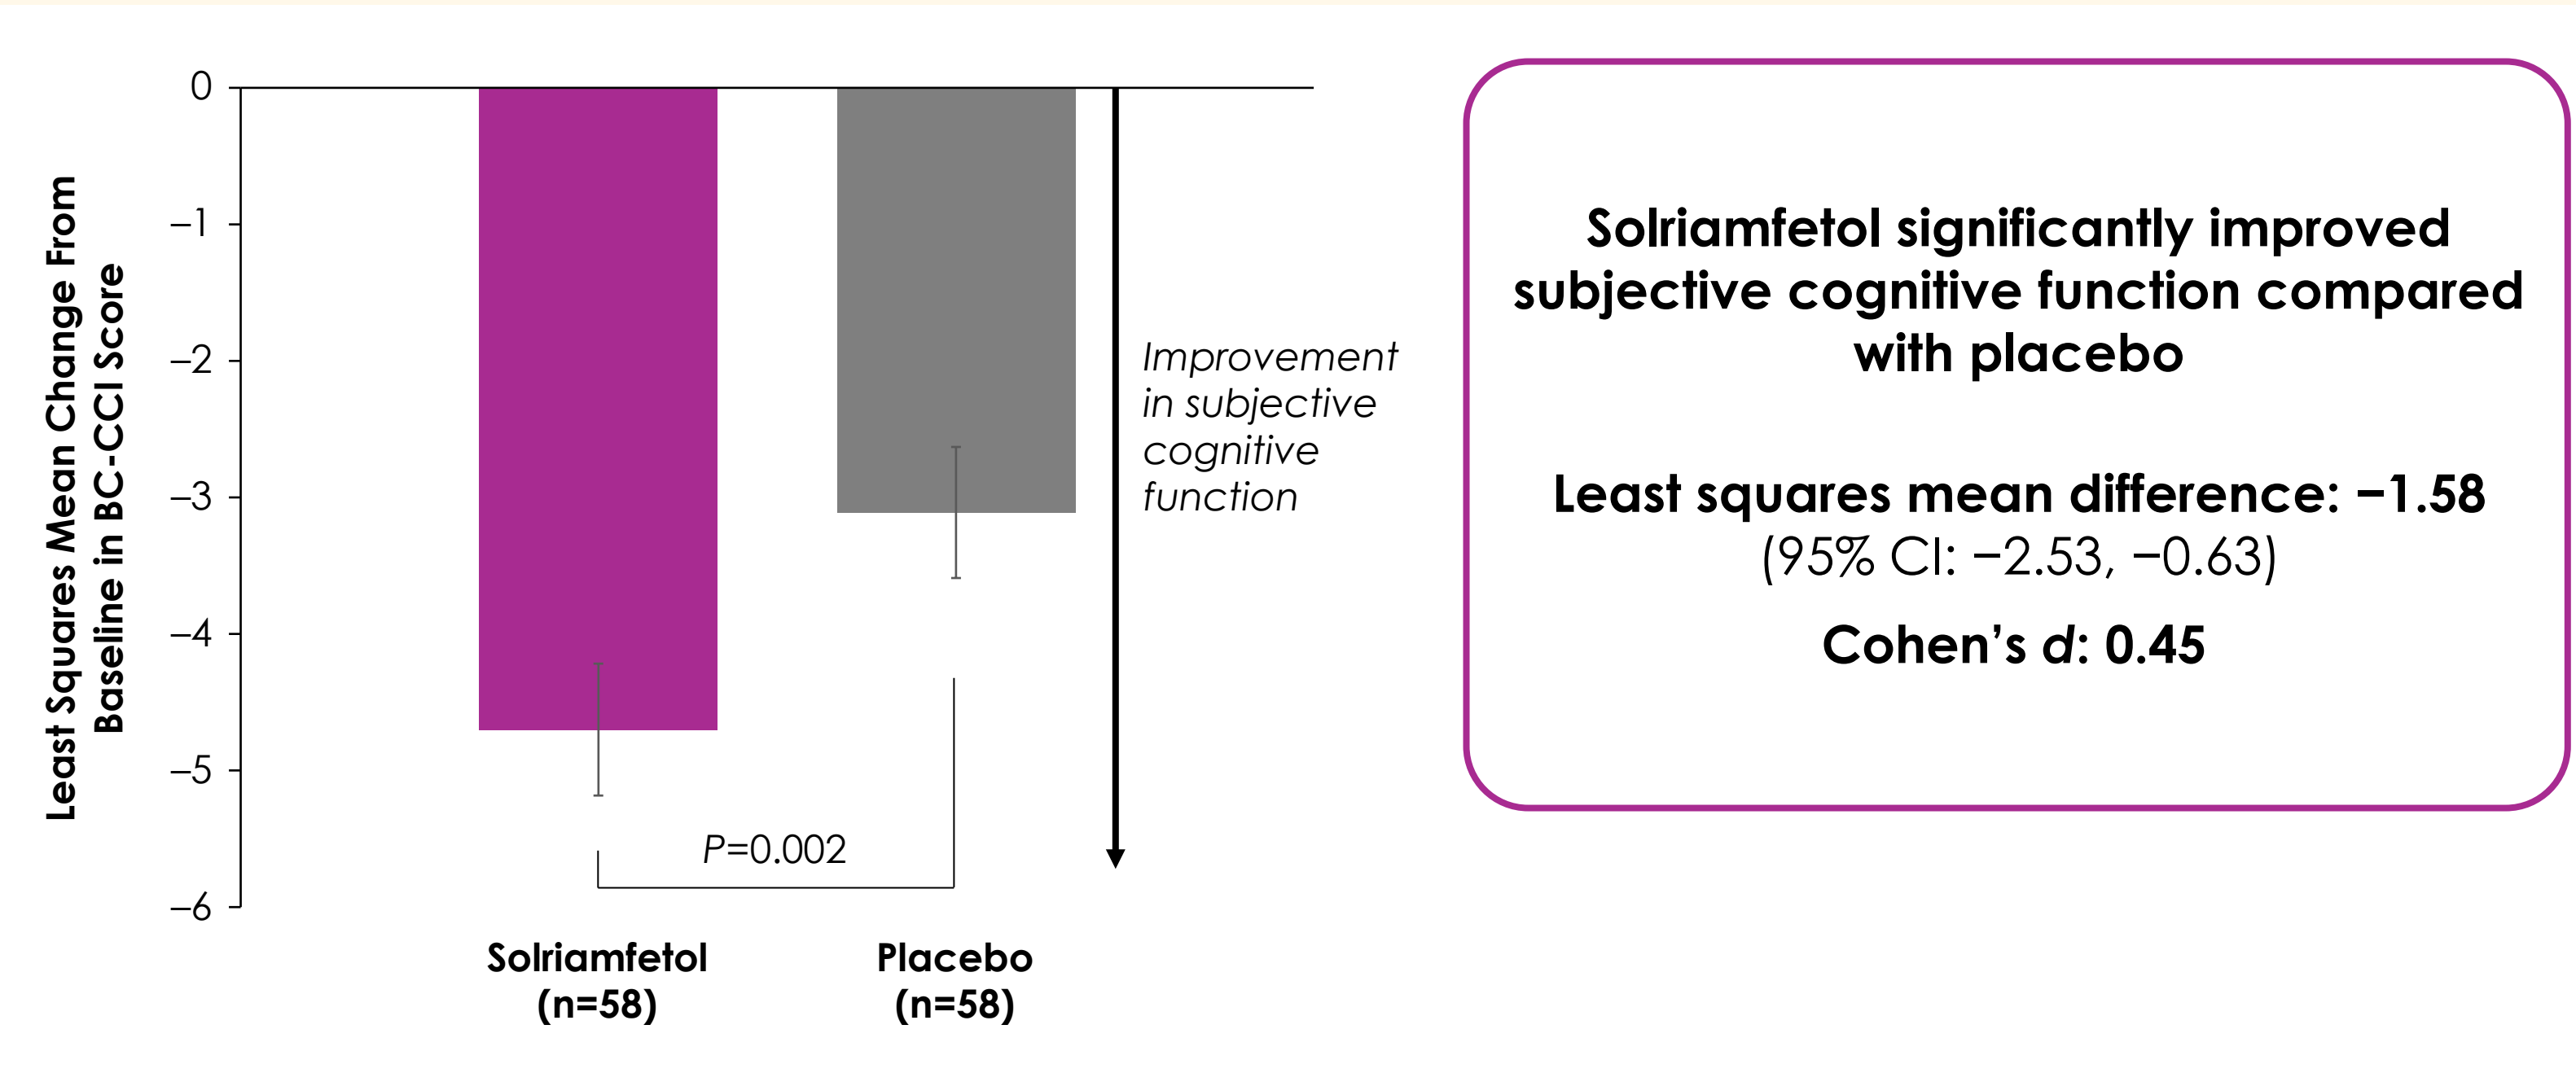 Least Squares Mean Change From
Baseline in BC-CCI Score
0
−1
−2
−3
−4
−5
−6
Improvement
in subjective
cognitive
function
P=0.002
Solriamfetol
(n=58)
Placebo
(n=58)
Solriamfetol significantly improved
subjective cognitive function compared
with placebo
Least squares mean difference: −1.58
(95% CI: −2.53, −0.63)
Cohen’s d: 0.45